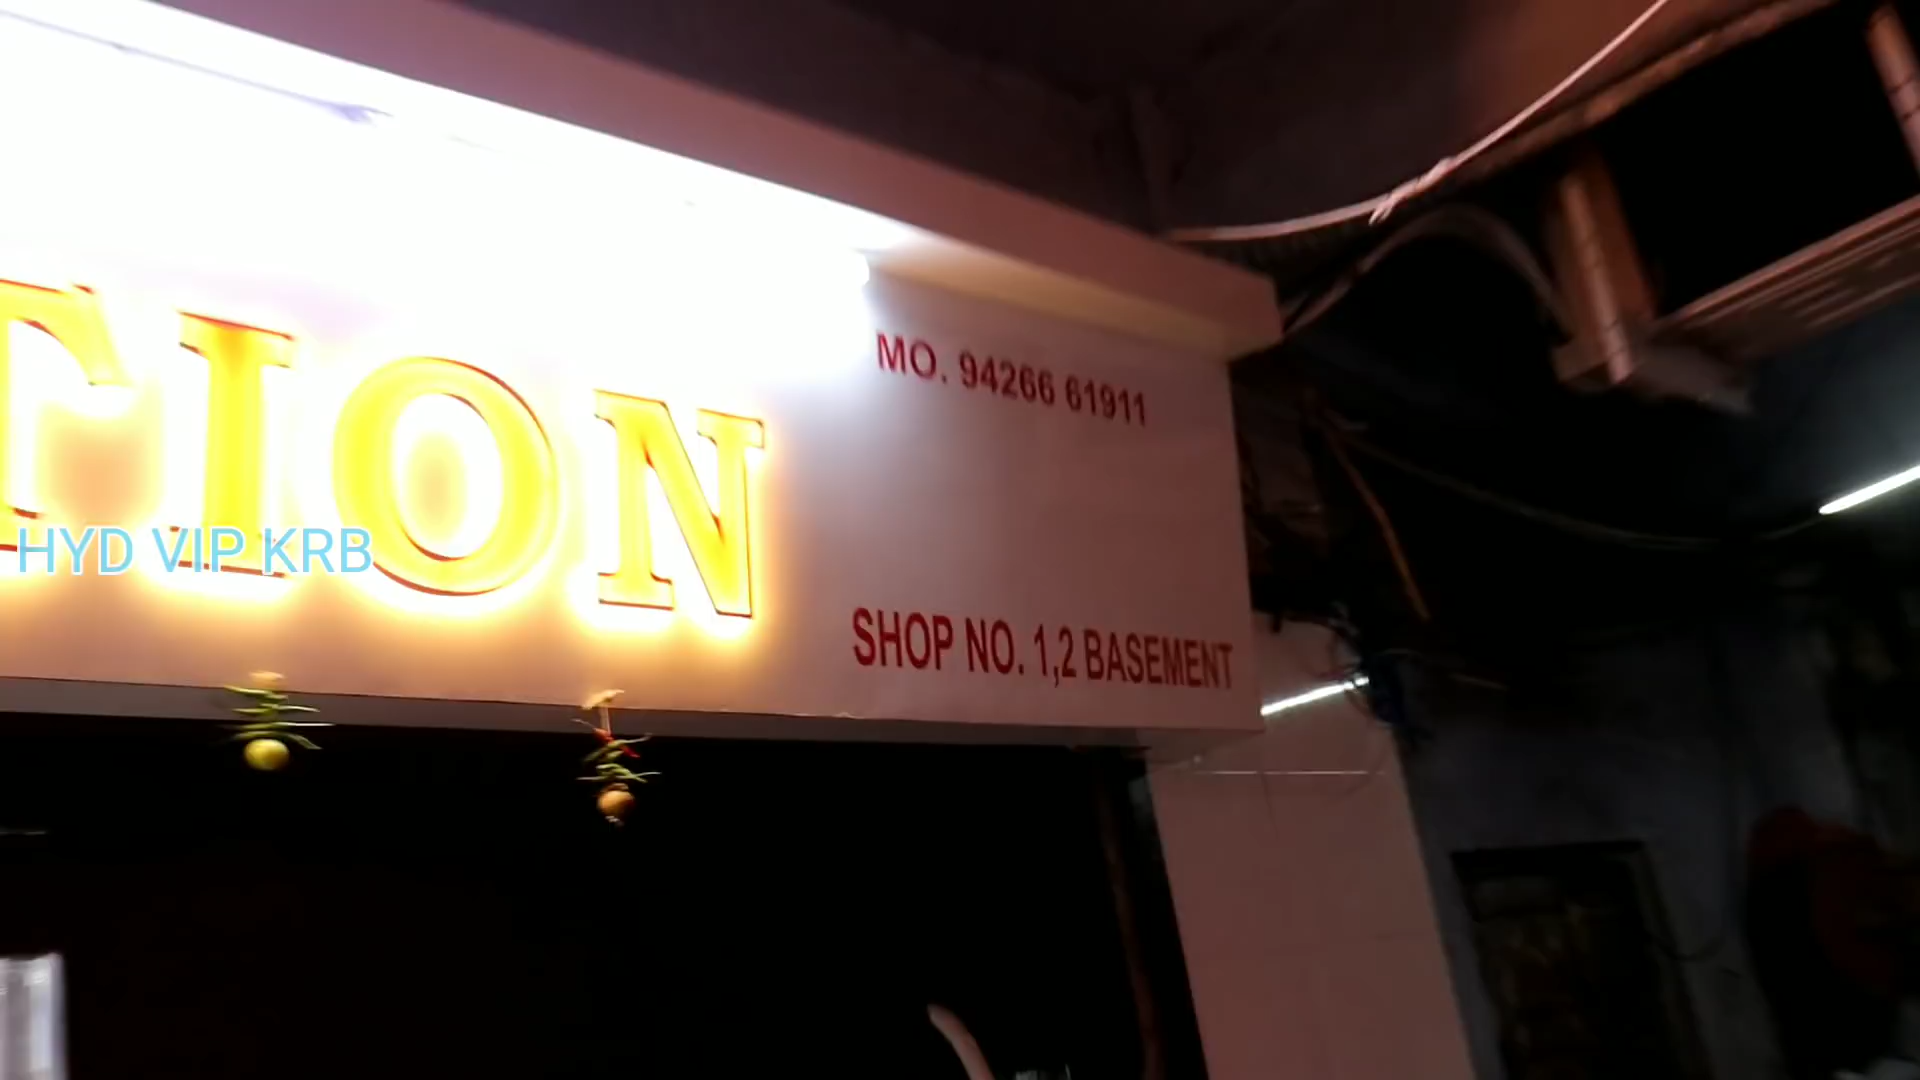 MO. 94266 61911
TION
HYD VIP KRB
SHOP NO. 1,2 BASEMENT